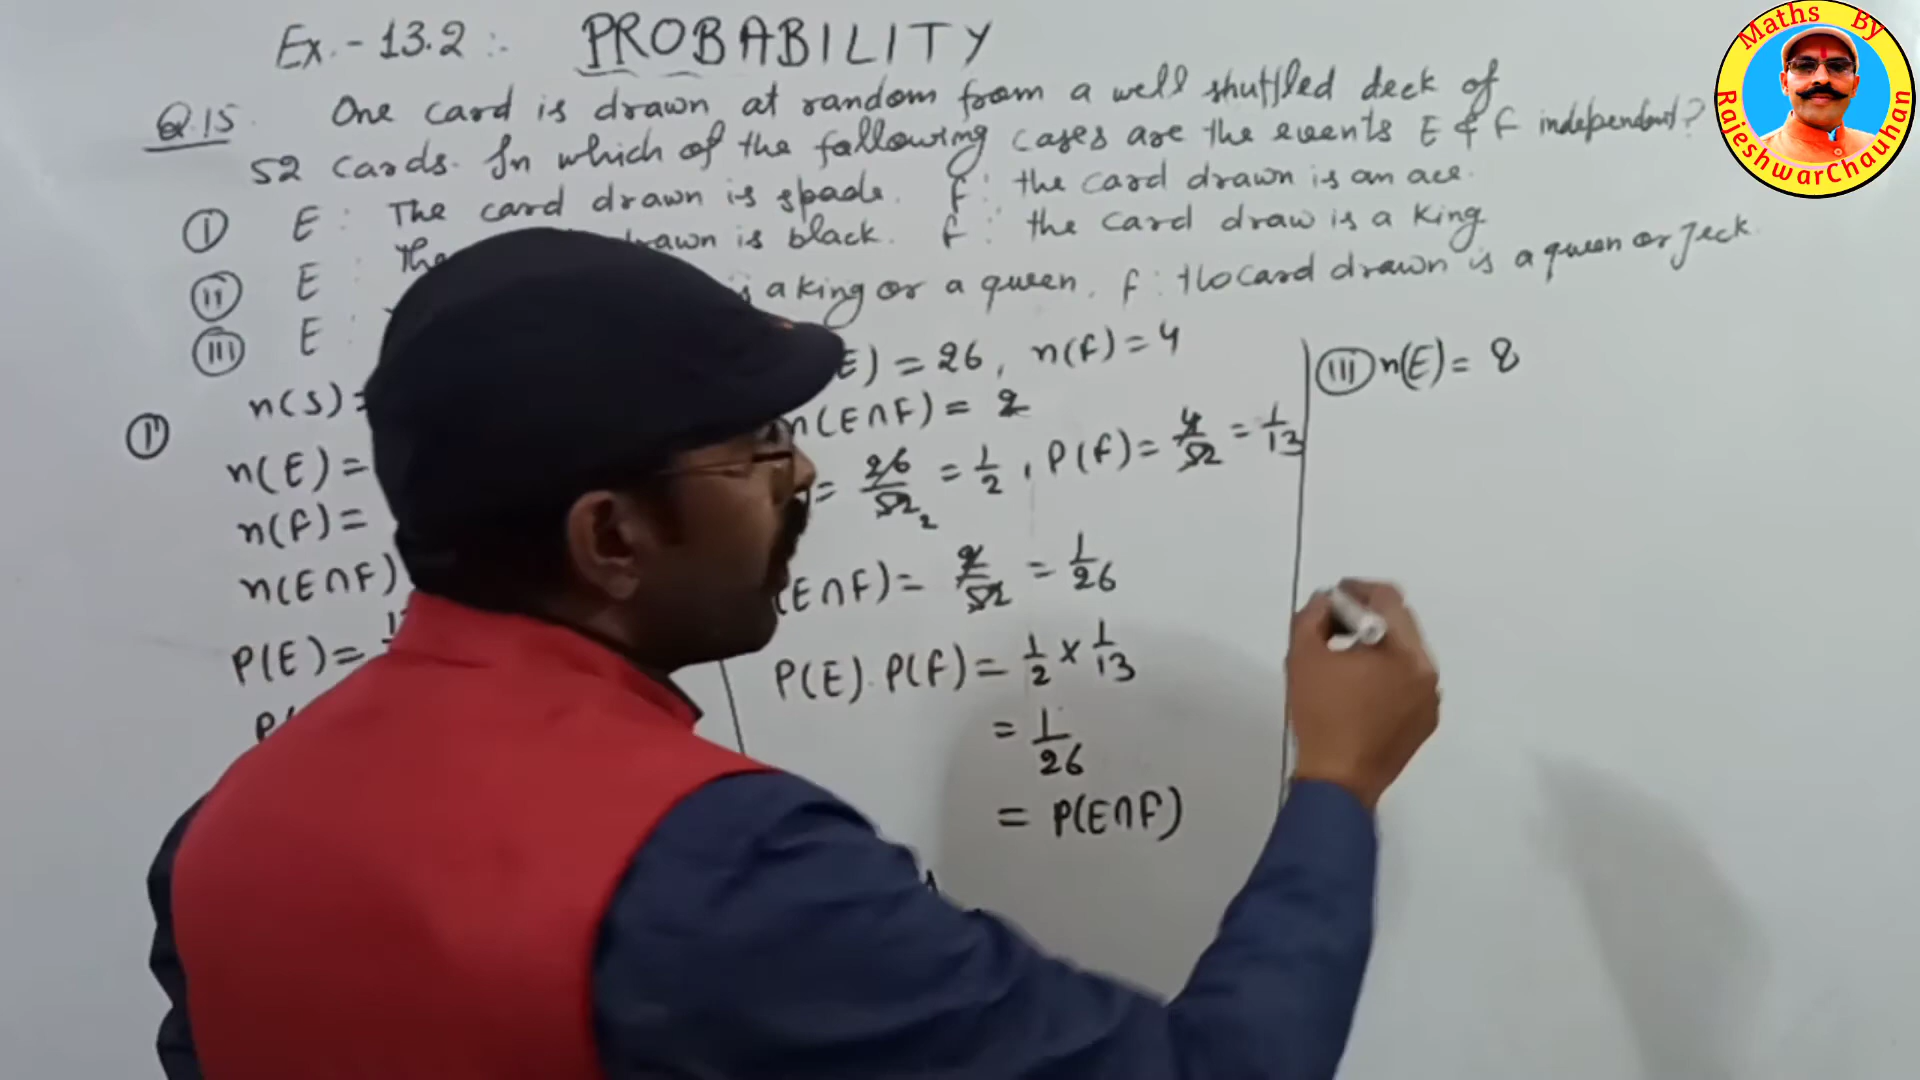 Ex. - 13.2 :- PROBABILITY
Q.15. One card is drawn at random from a well shuffled deck of
52 cards. In which of the following cases are the events E & F independent?
(i) E : The card drawn is spade. F : the card drawn is an ace.
(ii) E : The drawn is black. F : the card draw is a king
(iii) E : a king or a queen. F : the card drawn is a queen or Jeck.
(i) n(S) =
n(E) =
n(F) =
n(E∩F)
P(E) =
E) = 26, n(F) = 4
n(E∩F) = 2
= 26/52 = 1/2, P(F) = 4/52 = 1/13
(E∩F) = 2/52 = 1/26
P(E). P(F) = 1/2 × 1/13
= 1/26
= P(E∩F)
(iii) n(E) = 8
Maths By
RajeshwarChauhan